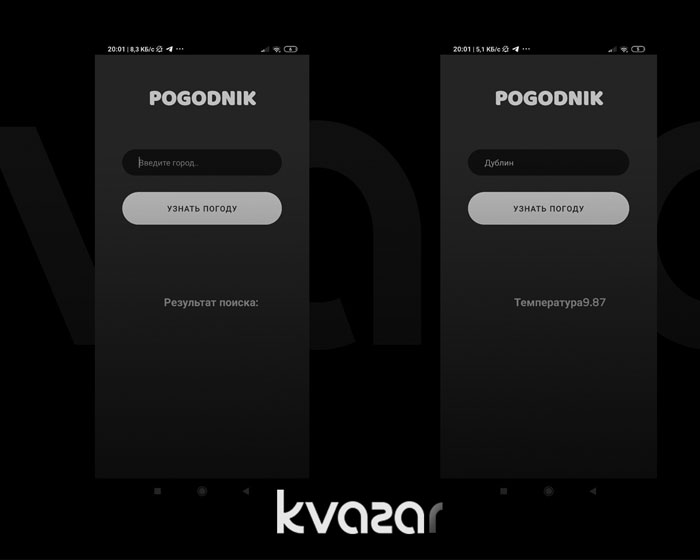 20:01 | 8,3 КБ/с
POGODNIK
Введите город..
УЗНАТЬ ПОГОДУ
Результат поиска:
20:01 | 5,1 КБ/с
POGODNIK
Дублин
УЗНАТЬ ПОГОДУ
Температура9.87
kvazar